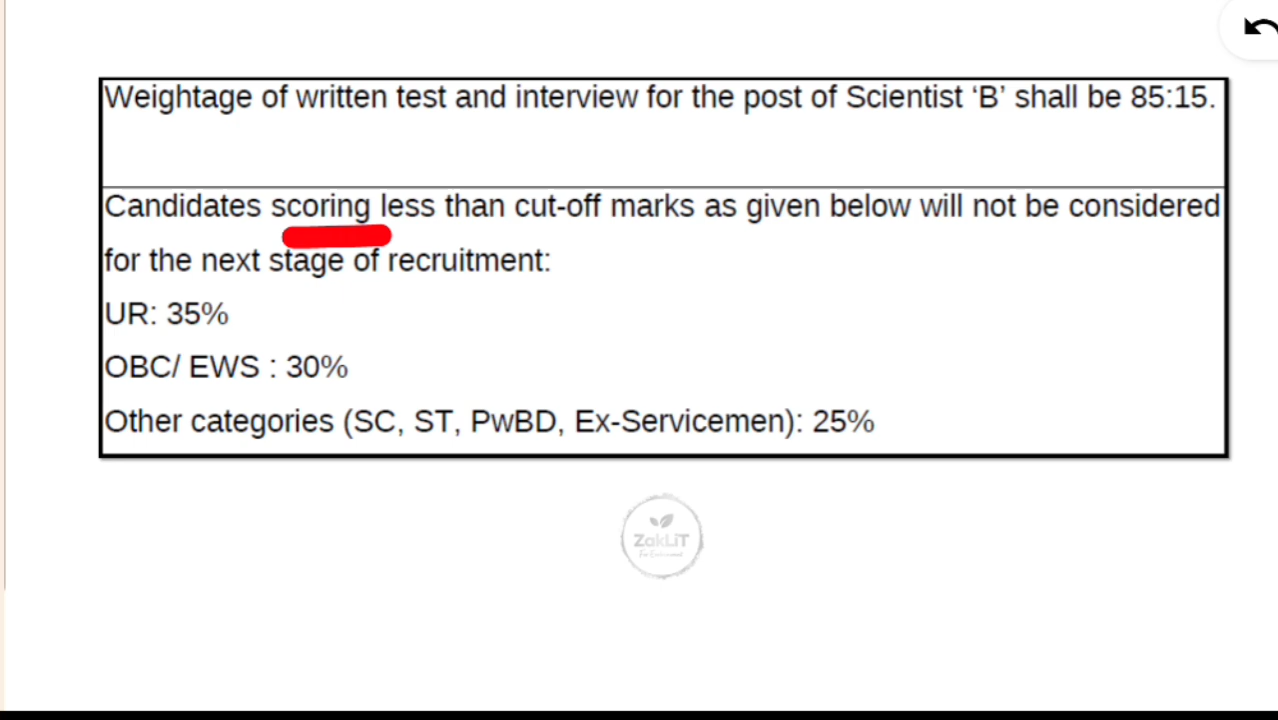 Weightage of written test and interview for the post of Scientist ‘B’ shall be 85:15.
Candidates scoring less than cut-off marks as given below will not be considered
for the next stage of recruitment:
UR: 35%
OBC/ EWS : 30%
Other categories (SC, ST, PwBD, Ex-Servicemen): 25%
ZakLiT